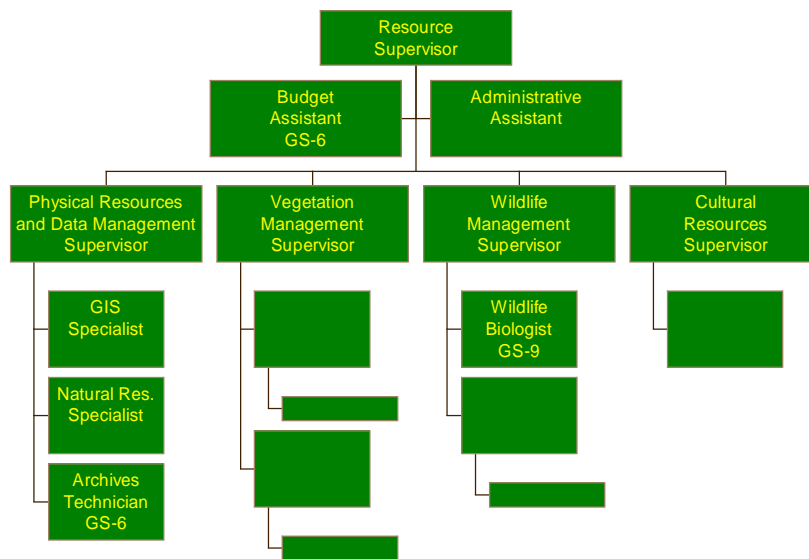 Resource
Supervisor
Budget
Assistant
GS-6
Administrative
Assistant
Physical Resources
and Data Management
Supervisor
Vegetation
Management
Supervisor
Wildlife
Management
Supervisor
Cultural
Resources
Supervisor
GIS
Specialist
Natural Res.
Specialist
Archives
Technician
GS-6
Wildlife
Biologist
GS-9